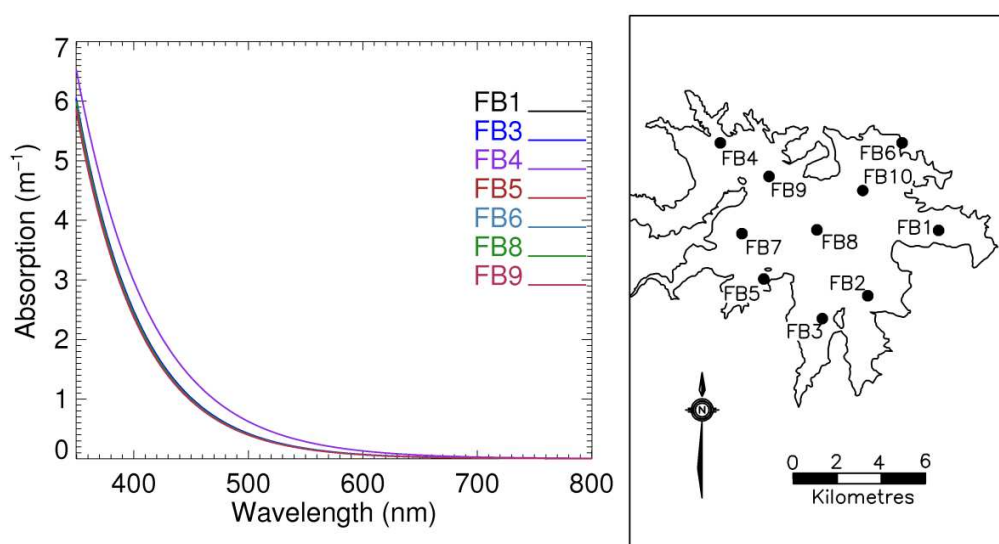 7
6
5
4
3
2
1
0
Absorption (m⁻¹)
400 500 600 700 800
Wavelength (nm)
FB1
FB3
FB4
FB5
FB6
FB8
FB9
FB4
FB6
FB9
FB10
FB7
FB8
FB1
FB5
FB2
FB3
N
0 2 4 6
Kilometres